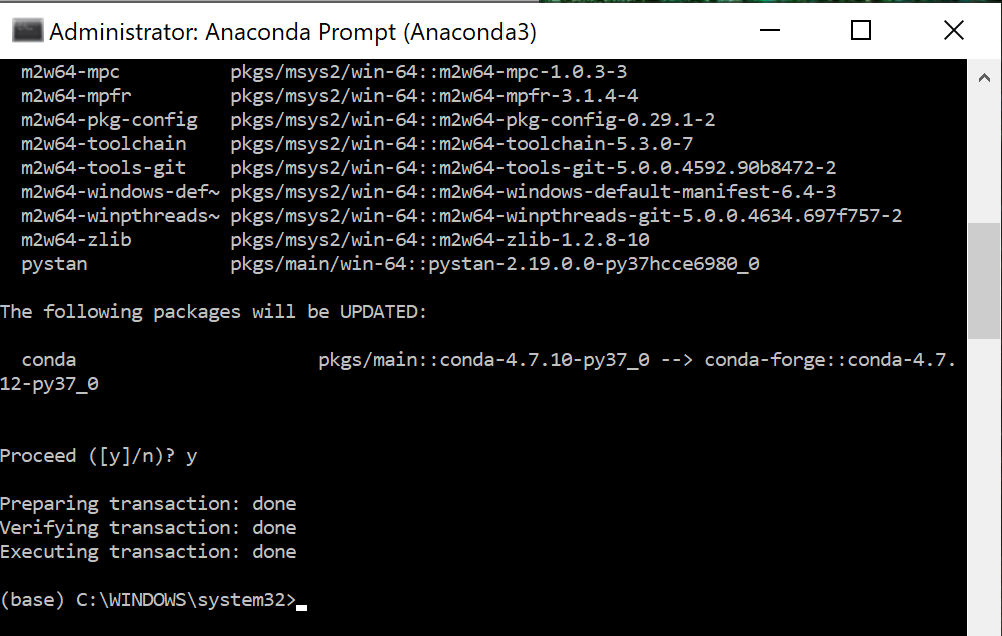 Administrator: Anaconda Prompt (Anaconda3)
m2w64-mpc pkgs/msys2/win-64::m2w64-mpc-1.0.3-3
m2w64-mpfr pkgs/msys2/win-64::m2w64-mpfr-3.1.4-4
m2w64-pkg-config pkgs/msys2/win-64::m2w64-pkg-config-0.29.1-2
m2w64-toolchain pkgs/msys2/win-64::m2w64-toolchain-5.3.0-7
m2w64-tools-git pkgs/msys2/win-64::m2w64-tools-git-5.0.0.4592.90b8472-2
m2w64-windows-def~ pkgs/msys2/win-64::m2w64-windows-default-manifest-6.4-3
m2w64-winpthreads~ pkgs/msys2/win-64::m2w64-winpthreads-git-5.0.0.4634.697f757-2
m2w64-zlib pkgs/msys2/win-64::m2w64-zlib-1.2.8-10
pystan pkgs/main/win-64::pystan-2.19.0.0-py37hcce6980_0
The following packages will be UPDATED:
conda pkgs/main::conda-4.7.10-py37_0 --> conda-forge::conda-4.7.
12-py37_0
Proceed ([y]/n)? y
Preparing transaction: done
Verifying transaction: done
Executing transaction: done
(base) C:\WINDOWS\system32>